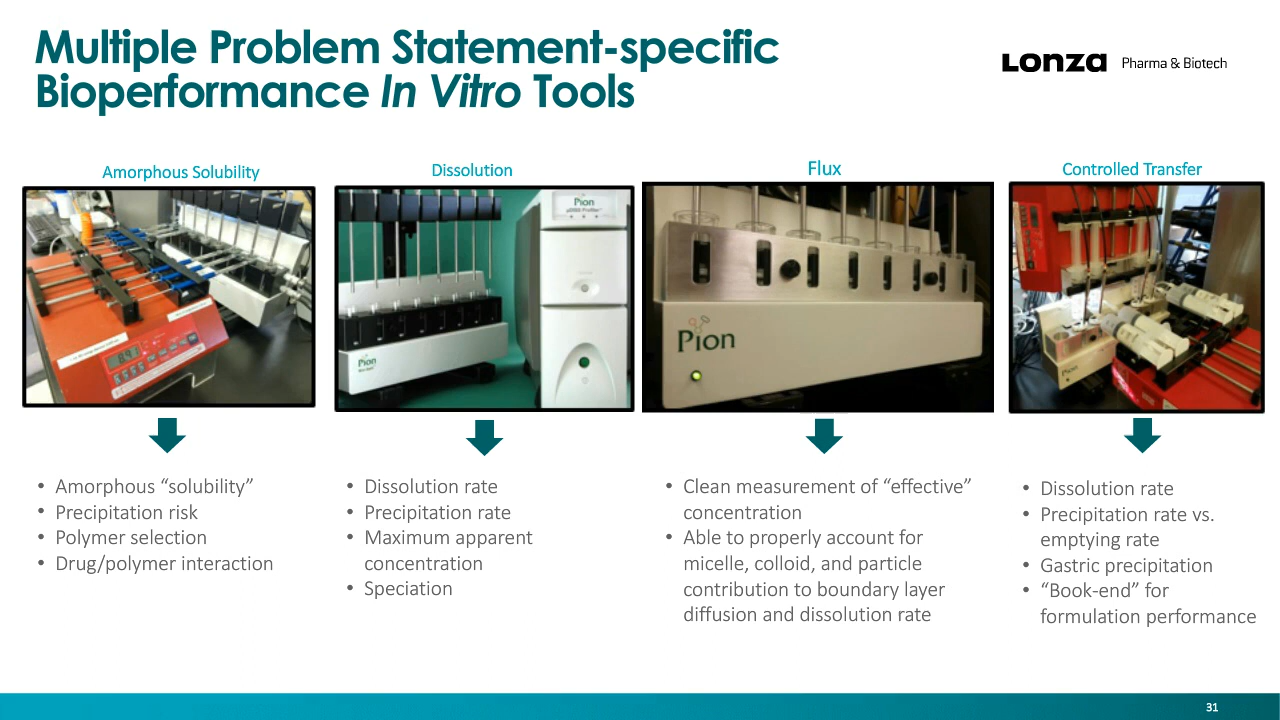 Multiple Problem Statement-specific
Bioperformance In Vitro Tools
Lonza Pharma & Biotech
Amorphous Solubility
Dissolution
Flux
Controlled Transfer
Pion
Pion
Pion
• Amorphous “solubility”
• Precipitation risk
• Polymer selection
• Drug/polymer interaction
• Dissolution rate
• Precipitation rate
• Maximum apparent
concentration
• Speciation
• Clean measurement of “effective”
concentration
• Able to properly account for
micelle, colloid, and particle
contribution to boundary layer
diffusion and dissolution rate
• Dissolution rate
• Precipitation rate vs.
emptying rate
• Gastric precipitation
• “Book-end” for
formulation performance
31